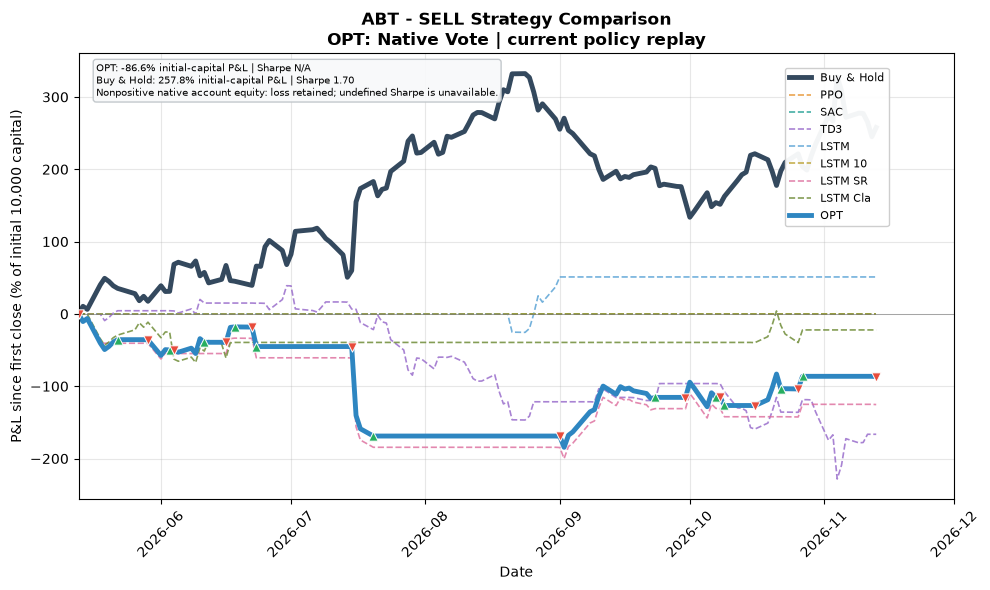 ABT - SELL Strategy Comparison
OPT: Native Vote | current policy replay
OPT: -86.6% initial-capital P&L | Sharpe N/A
Buy & Hold: 257.8% initial-capital P&L | Sharpe 1.70
Nonpositive native account equity: loss retained; undefined Sharpe is unavailable.
Buy & Hold
PPO
SAC
TD3
LSTM
LSTM 10
LSTM SR
LSTM Cla
OPT
P&L since first close (% of initial 10,000 capital)
300
200
100
0
−100
−200
2026-06
2026-07
2026-08
2026-09
2026-10
2026-11
2026-12
Date